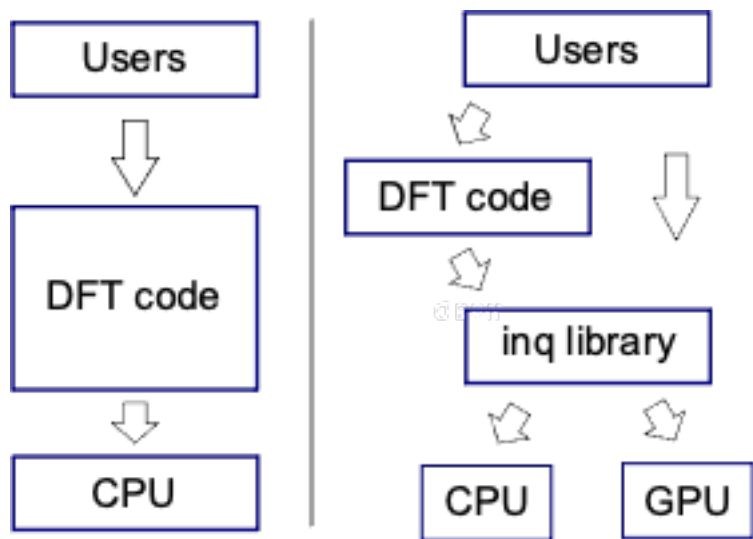 Users
DFT code
CPU
Users
DFT code
inq library
CPU
GPU